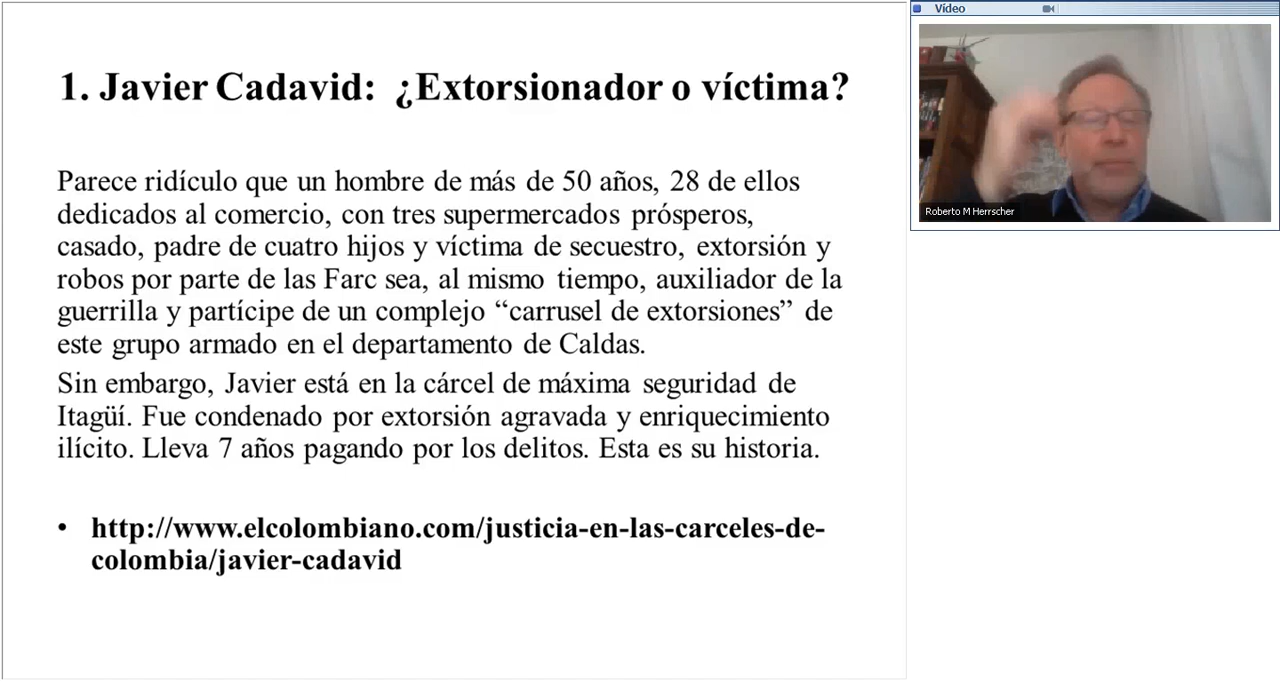 1. Javier Cadavid: ¿Extorsionador o víctima?
Parece ridículo que un hombre de más de 50 años, 28 de ellos
dedicados al comercio, con tres supermercados prósperos,
casado, padre de cuatro hijos y víctima de secuestro, extorsión y
robos por parte de las Farc sea, al mismo tiempo, auxiliador de la
guerrilla y partícipe de un complejo “carrusel de extorsiones” de
este grupo armado en el departamento de Caldas.
Sin embargo, Javier está en la cárcel de máxima seguridad de
Itagüí. Fue condenado por extorsión agravada y enriquecimiento
ilícito. Lleva 7 años pagando por los delitos. Esta es su historia.
• http://www.elcolombiano.com/justicia-en-las-carceles-de-
colombia/javier-cadavid
Vídeo
Roberto M Herrscher